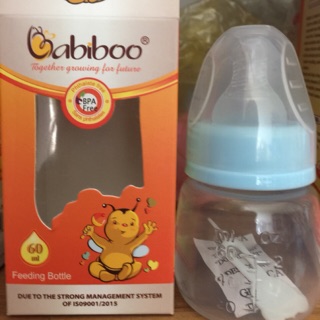 Babiboo®
Together growing for future
BPA
Free
60
ml
Feeding Bottle
DUE TO THE STRONG MANAGEMENT SYSTEM
OF IS09001/2015